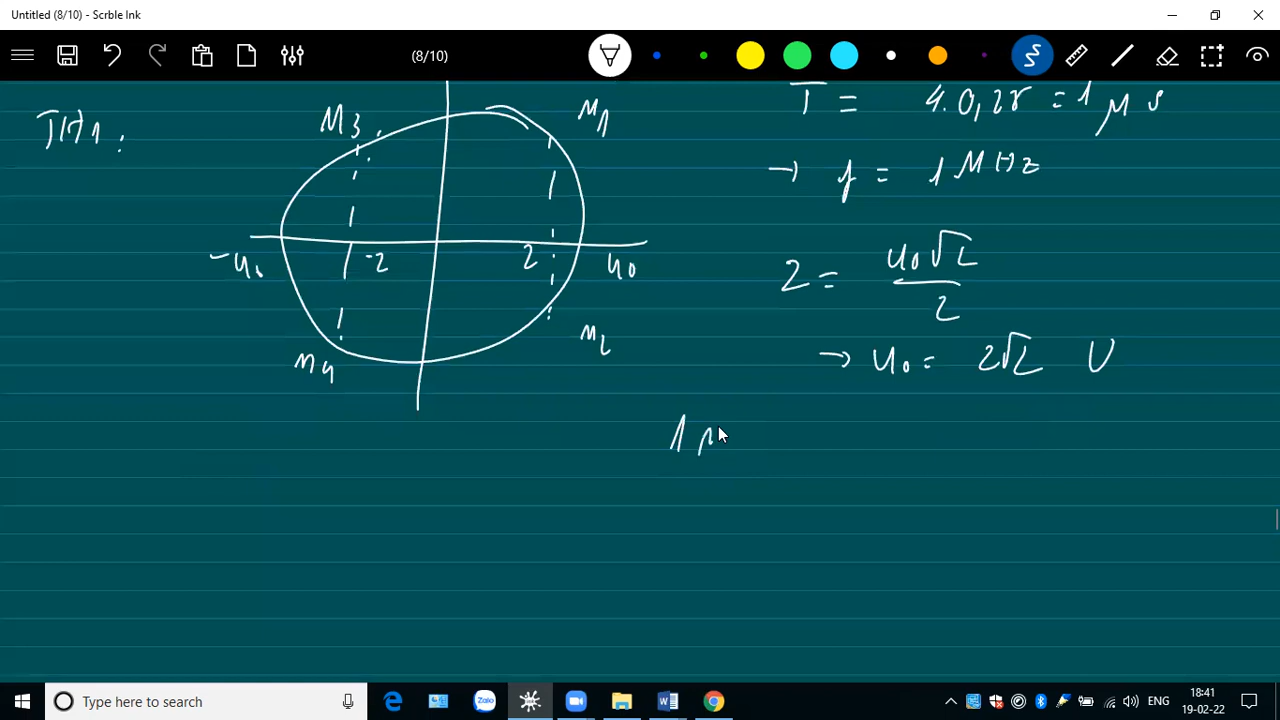 Untitled (8/10) - Scrble Ink
(8/10)
TH1:
M3
M1
-u0
-2
2
u0
M4
M2
T = 4.0,25 = 1 μs
→ f = 1 MHz
2 = u0√2 / 2
→ u0 = 2√2 V
1
Type here to search
Zalo
ENG
18:41
19-02-22